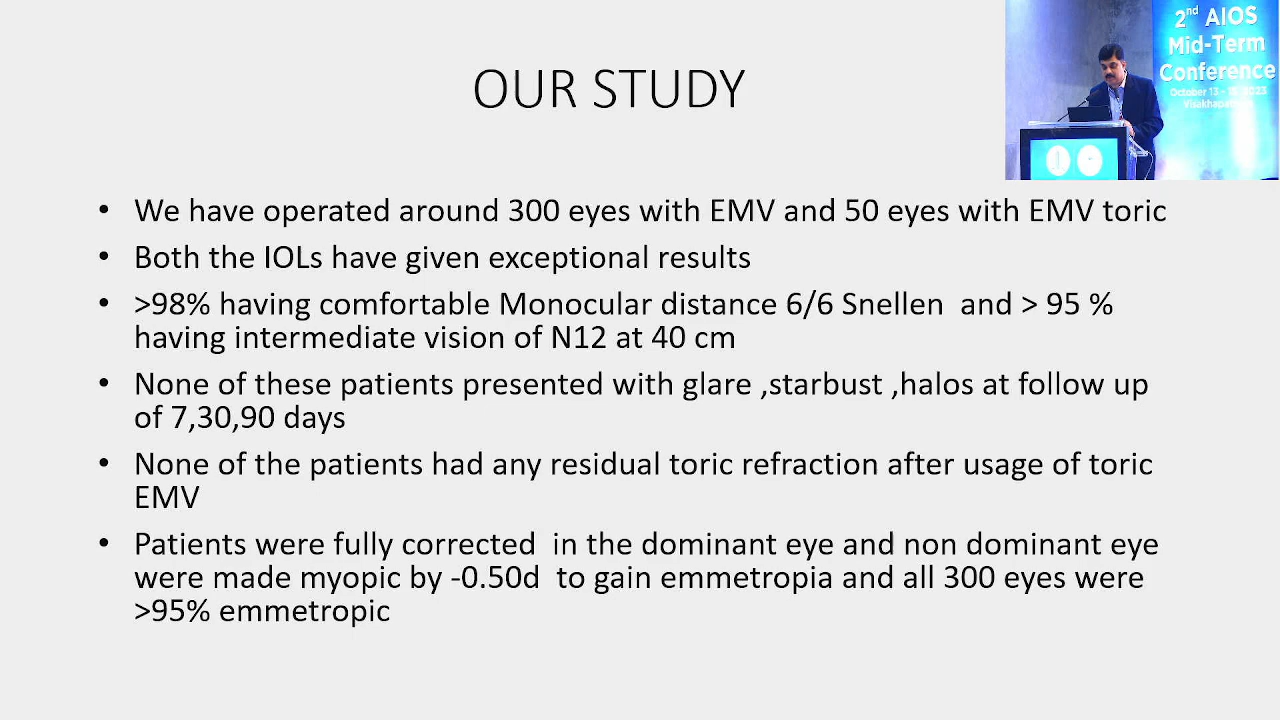 OUR STUDY
2nd AIOS
Mid-Term
Conference
October 13 - 15, 2023
Visakhapatnam
• We have operated around 300 eyes with EMV and 50 eyes with EMV toric
• Both the IOLs have given exceptional results
• >98% having comfortable Monocular distance 6/6 Snellen and > 95 %
having intermediate vision of N12 at 40 cm
• None of these patients presented with glare ,starbust ,halos at follow up
of 7,30,90 days
• None of the patients had any residual toric refraction after usage of toric
EMV
• Patients were fully corrected in the dominant eye and non dominant eye
were made myopic by -0.50d to gain emmetropia and all 300 eyes were
>95% emmetropic